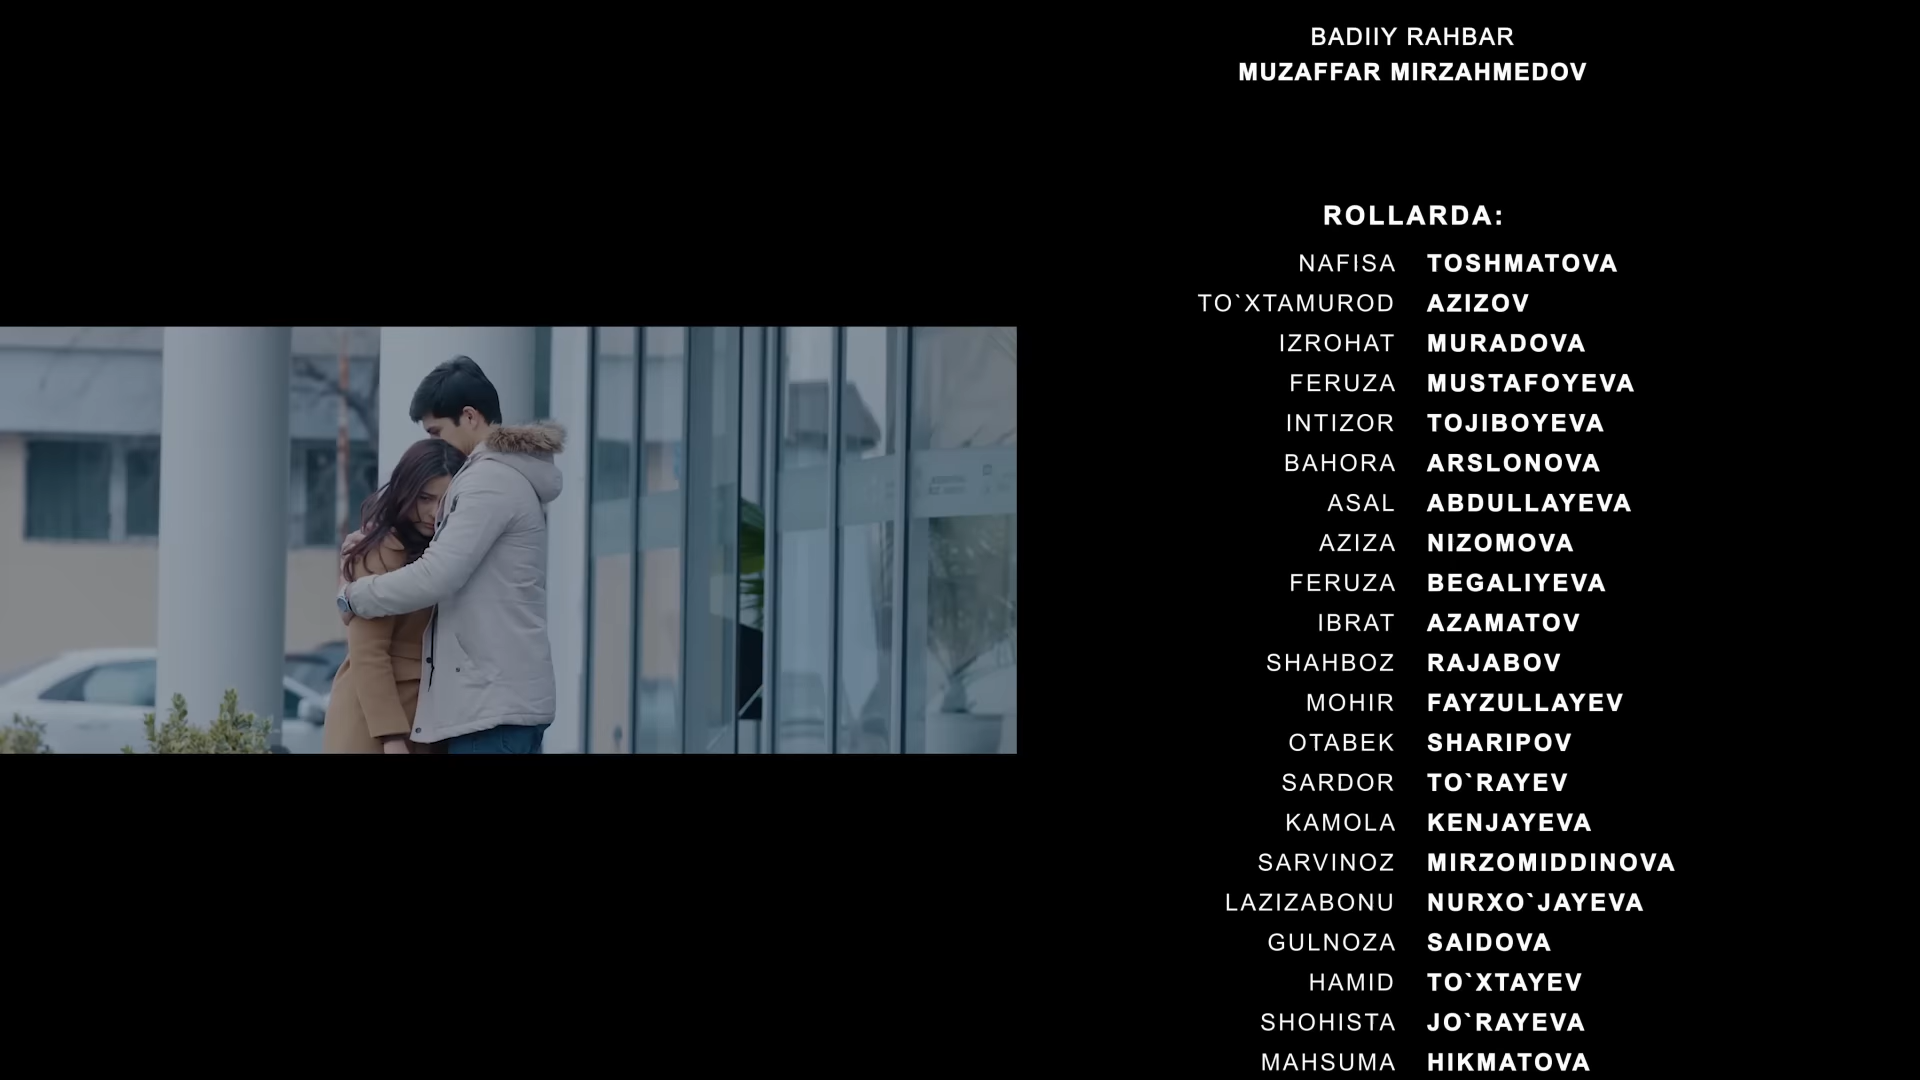 BADIIY RAHBAR
MUZAFFAR MIRZAHMEDOV
ROLLARDA:
NAFISA TOSHMATOVA
TO`XTAMUROD AZIZOV
IZROHAT MURADOVA
FERUZA MUSTAFOYEVA
INTIZOR TOJIBOYEVA
BAHORA ARSLONOVA
ASAL ABDULLAYEVA
AZIZA NIZOMOVA
FERUZA BEGALIYEVA
IBRAT AZAMATOV
SHAHBOZ RAJABOV
MOHIR FAYZULLAYEV
OTABEK SHARIPOV
SARDOR TO`RAYEV
KAMOLA KENJAYEVA
SARVINOZ MIRZOMIDDINOVA
LAZIZABONU NURXO`JAYEVA
GULNOZA SAIDOVA
HAMID TO`XTAYEV
SHOHISTA JO`RAYEVA
MAHSUMA HIKMATOVA